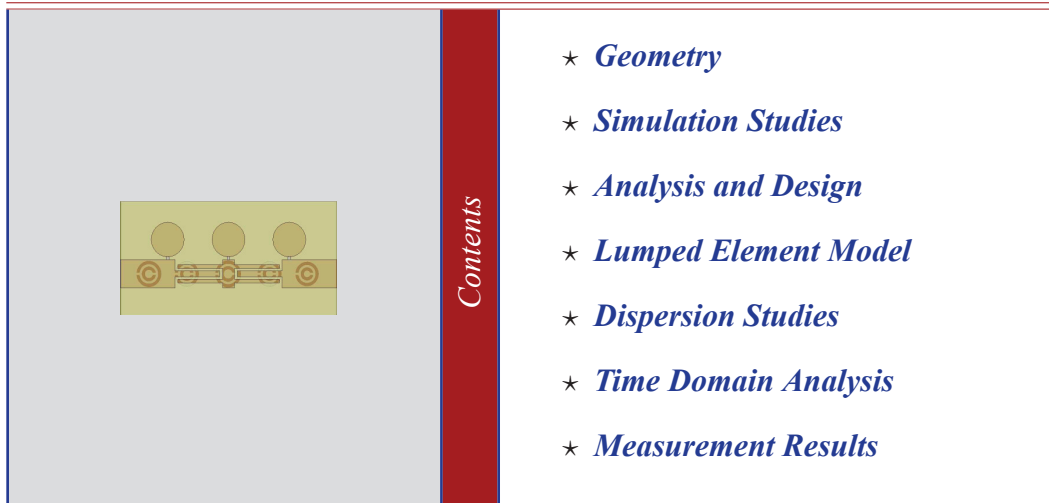 Contents
★ Geometry
★ Simulation Studies
★ Analysis and Design
★ Lumped Element Model
★ Dispersion Studies
★ Time Domain Analysis
★ Measurement Results